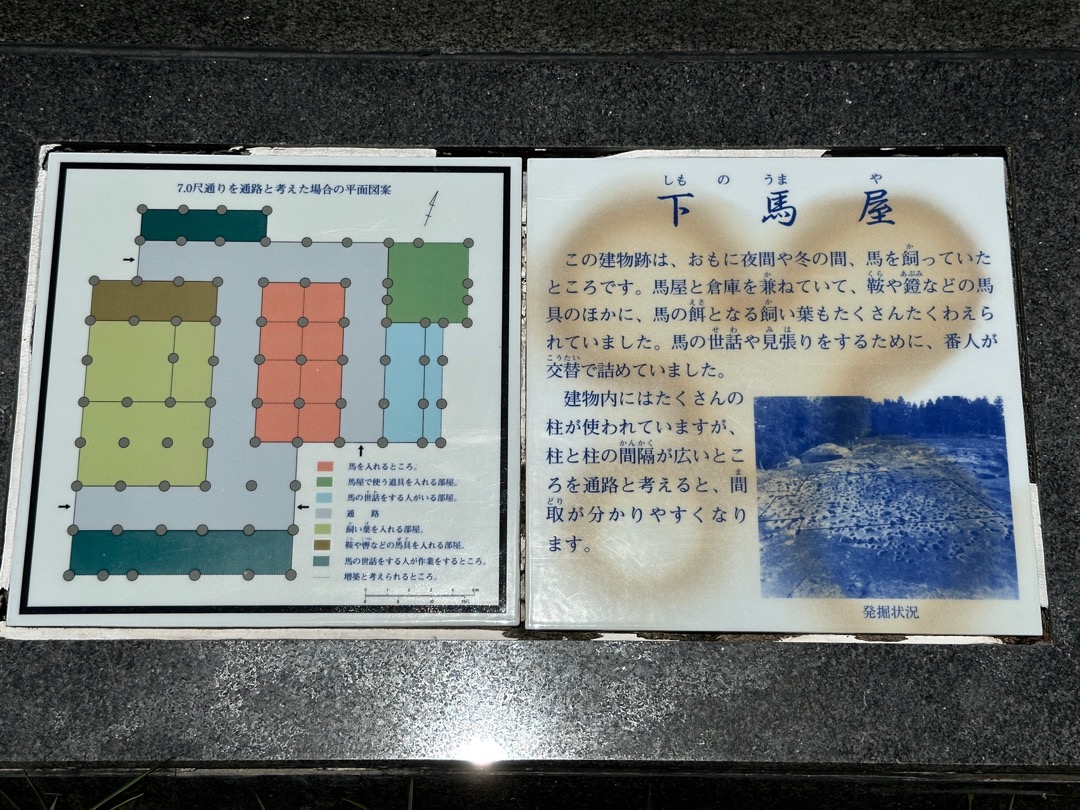 7.0尺通りを通路と考えた場合の平面図案
馬を入れるところ。
馬屋で使う道具を入れる部屋。
馬の世話をする人がいる部屋。
通　路
飼い葉を入れる部屋。
鞍や轡などの馬具を入れる部屋。
馬の世話をする人が作業をするところ。
増築と考えられるところ。
しも の うま や
下馬屋
この建物跡は、おもに夜間や冬の間、馬を飼っていた
ところです。馬屋と倉庫を兼ねていて、鞍や鐙などの馬
具のほかに、馬の餌となる飼い葉もたくさんたくわえら
れていました。馬の世話や見張りをするために、番人が
交替で詰めていました。
建物内にはたくさんの
柱が使われていますが、
柱と柱の間隔が広いとこ
ろを通路と考えると、間
取が分かりやすくなり
ます。
発掘状況